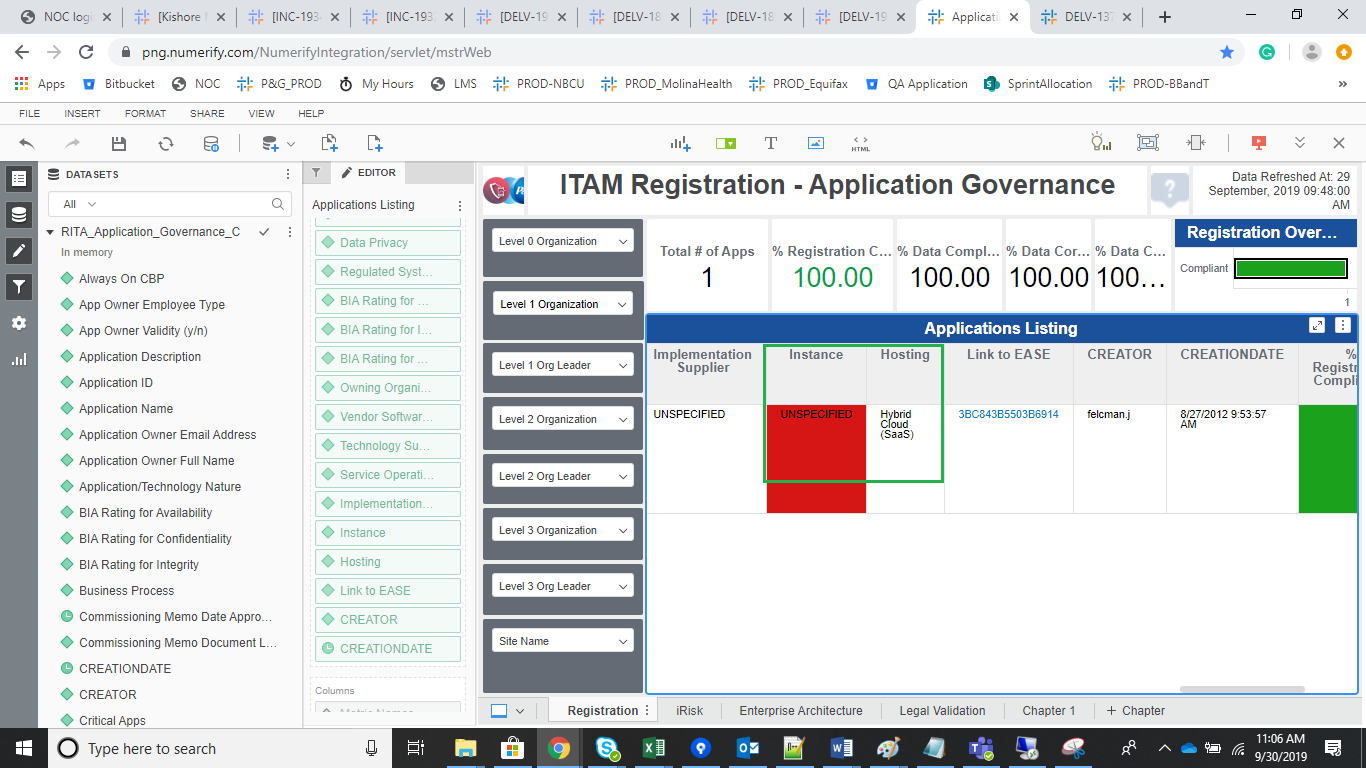 NOC logi
[Kishore
[INC-193
[INC-193
[DELV-19
[DELV-18
[DELV-18
[DELV-19
Applicati
DELV-137
png.numerify.com/NumerifyIntegration/servlet/mstrWeb
Apps
Bitbucket
NOC
P&G_PROD
My Hours
LMS
PROD-NBCU
PROD_MolinaHealth
PROD_Equifax
QA Application
SprintAllocation
PROD-BBandT
FILE INSERT FORMAT SHARE VIEW HELP
HTML
DATASETS
All
RITA_Application_Governance_C
In memory
Always On CBP
App Owner Employee Type
App Owner Validity (y/n)
Application Description
Application ID
Application Name
Application Owner Email Address
Application Owner Full Name
Application/Technology Nature
BIA Rating for Availability
BIA Rating for Confidentiality
BIA Rating for Integrity
Business Process
Commissioning Memo Date Appro...
Commissioning Memo Document L...
CREATIONDATE
CREATOR
Critical Apps
EDITOR
Applications Listing
Data Privacy
Regulated Syst...
BIA Rating for ...
BIA Rating for I...
BIA Rating for ...
Owning Organi...
Vendor Softwar...
Technology Su...
Service Operati...
Implementation...
Instance
Hosting
Link to EASE
CREATOR
CREATIONDATE
Columns
Metric Names
ITAM Registration - Application Governance
Data Refreshed At: 29
September, 2019 09:48:00
AM
Level 0 Organization
Level 1 Organization
Level 1 Org Leader
Level 2 Organization
Level 2 Org Leader
Level 3 Organization
Level 3 Org Leader
Site Name
Total # of Apps
1
% Registration C...
100.00
% Data Compl...
100.00
% Data Cor...
100.00
% Data C...
100...
Registration Over...
Compliant
1
Applications Listing
Implementation
Supplier
Instance
Hosting
Link to EASE
CREATOR
CREATIONDATE
%
Registr
Compli
UNSPECIFIED
UNSPECIFIED
Hybrid
Cloud
(SaaS)
3BC843B5503B6914
felcman.j
8/27/2012 9:53:57
AM
Registration
iRisk
Enterprise Architecture
Legal Validation
Chapter 1
+ Chapter
Type here to search
11:06 AM
9/30/2019